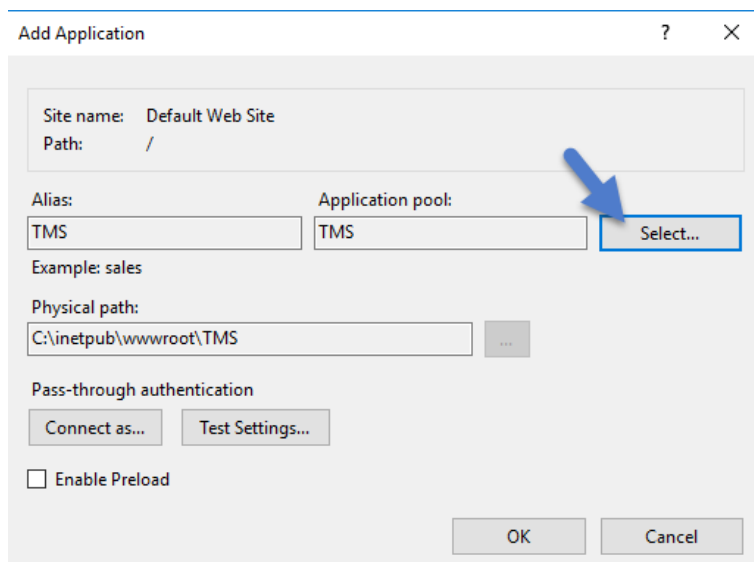 Add Application
?
Site name: Default Web Site
Path: /
Alias: Application pool:
TMS TMS Select...
Example: sales
Physical path:
C:\inetpub\wwwroot\TMS ...
Pass-through authentication
Connect as... Test Settings...
Enable Preload
OK Cancel